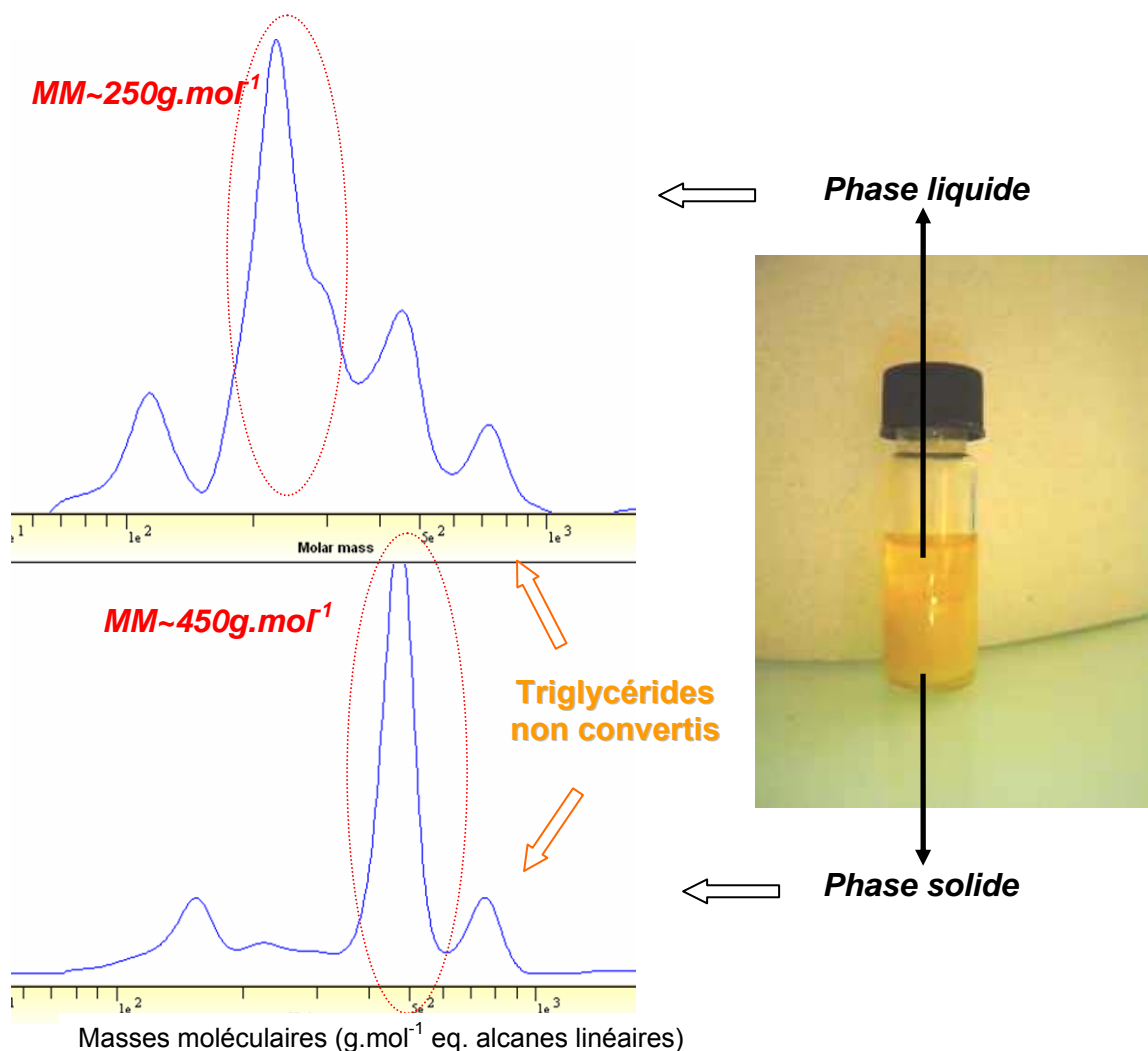 MM~250g.mol-1
Phase liquide
1e2
5e2
1e3
Molar mass
MM~450g.mol-1
Triglycérides
non convertis
Phase solide
1e2
5e2
1e3
Masses moléculaires (g.mol-1 eq. alcanes linéaires)